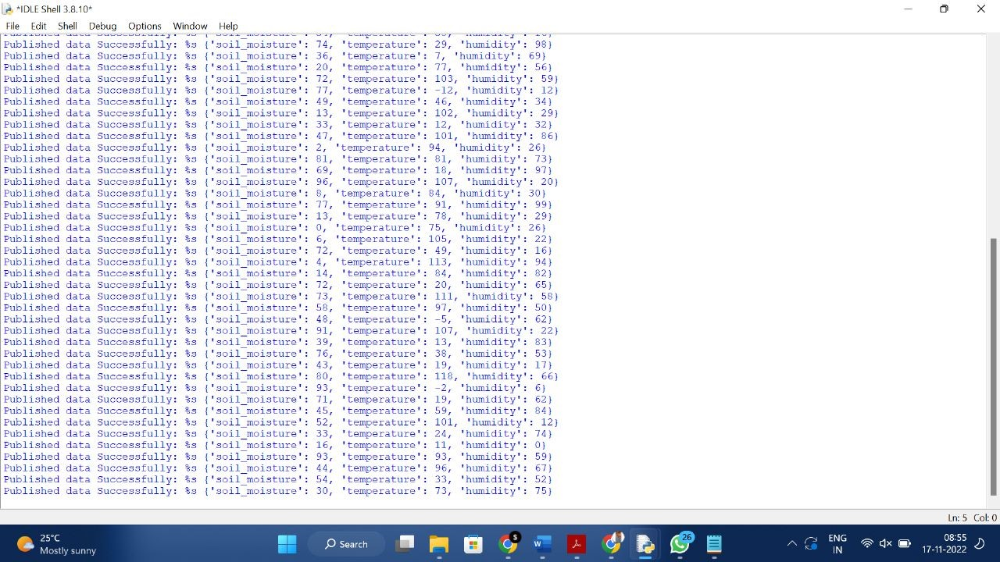 *IDLE Shell 3.8.10*
File Edit Shell Debug Options Window Help
Published data Successfully: %s {'soil_moisture': 74, 'temperature': 29, 'humidity': 98}
Published data Successfully: %s {'soil_moisture': 36, 'temperature': 7, 'humidity': 69}
Published data Successfully: %s {'soil_moisture': 20, 'temperature': 77, 'humidity': 56}
Published data Successfully: %s {'soil_moisture': 72, 'temperature': 103, 'humidity': 59}
Published data Successfully: %s {'soil_moisture': 77, 'temperature': -12, 'humidity': 12}
Published data Successfully: %s {'soil_moisture': 49, 'temperature': 46, 'humidity': 34}
Published data Successfully: %s {'soil_moisture': 13, 'temperature': 102, 'humidity': 29}
Published data Successfully: %s {'soil_moisture': 33, 'temperature': 12, 'humidity': 32}
Published data Successfully: %s {'soil_moisture': 47, 'temperature': 101, 'humidity': 86}
Published data Successfully: %s {'soil_moisture': 2, 'temperature': 94, 'humidity': 26}
Published data Successfully: %s {'soil_moisture': 81, 'temperature': 81, 'humidity': 73}
Published data Successfully: %s {'soil_moisture': 69, 'temperature': 18, 'humidity': 97}
Published data Successfully: %s {'soil_moisture': 96, 'temperature': 107, 'humidity': 20}
Published data Successfully: %s {'soil_moisture': 8, 'temperature': 84, 'humidity': 30}
Published data Successfully: %s {'soil_moisture': 77, 'temperature': 91, 'humidity': 99}
Published data Successfully: %s {'soil_moisture': 13, 'temperature': 78, 'humidity': 29}
Published data Successfully: %s {'soil_moisture': 0, 'temperature': 75, 'humidity': 26}
Published data Successfully: %s {'soil_moisture': 6, 'temperature': 105, 'humidity': 22}
Published data Successfully: %s {'soil_moisture': 72, 'temperature': 49, 'humidity': 16}
Published data Successfully: %s {'soil_moisture': 4, 'temperature': 113, 'humidity': 94}
Published data Successfully: %s {'soil_moisture': 14, 'temperature': 84, 'humidity': 82}
Published data Successfully: %s {'soil_moisture': 72, 'temperature': 20, 'humidity': 65}
Published data Successfully: %s {'soil_moisture': 73, 'temperature': 111, 'humidity': 58}
Published data Successfully: %s {'soil_moisture': 58, 'temperature': 97, 'humidity': 50}
Published data Successfully: %s {'soil_moisture': 48, 'temperature': -5, 'humidity': 62}
Published data Successfully: %s {'soil_moisture': 91, 'temperature': 107, 'humidity': 22}
Published data Successfully: %s {'soil_moisture': 39, 'temperature': 13, 'humidity': 83}
Published data Successfully: %s {'soil_moisture': 76, 'temperature': 38, 'humidity': 53}
Published data Successfully: %s {'soil_moisture': 43, 'temperature': 19, 'humidity': 17}
Published data Successfully: %s {'soil_moisture': 80, 'temperature': 118, 'humidity': 66}
Published data Successfully: %s {'soil_moisture': 93, 'temperature': -2, 'humidity': 6}
Published data Successfully: %s {'soil_moisture': 71, 'temperature': 19, 'humidity': 62}
Published data Successfully: %s {'soil_moisture': 45, 'temperature': 59, 'humidity': 84}
Published data Successfully: %s {'soil_moisture': 52, 'temperature': 101, 'humidity': 12}
Published data Successfully: %s {'soil_moisture': 33, 'temperature': 24, 'humidity': 74}
Published data Successfully: %s {'soil_moisture': 16, 'temperature': 11, 'humidity': 0}
Published data Successfully: %s {'soil_moisture': 93, 'temperature': 93, 'humidity': 59}
Published data Successfully: %s {'soil_moisture': 44, 'temperature': 96, 'humidity': 67}
Published data Successfully: %s {'soil_moisture': 54, 'temperature': 33, 'humidity': 52}
Published data Successfully: %s {'soil_moisture': 30, 'temperature': 73, 'humidity': 75}
Ln: 5 Col: 0
25°C
Mostly sunny
Search
26
ENG
IN
08:55
17-11-2022